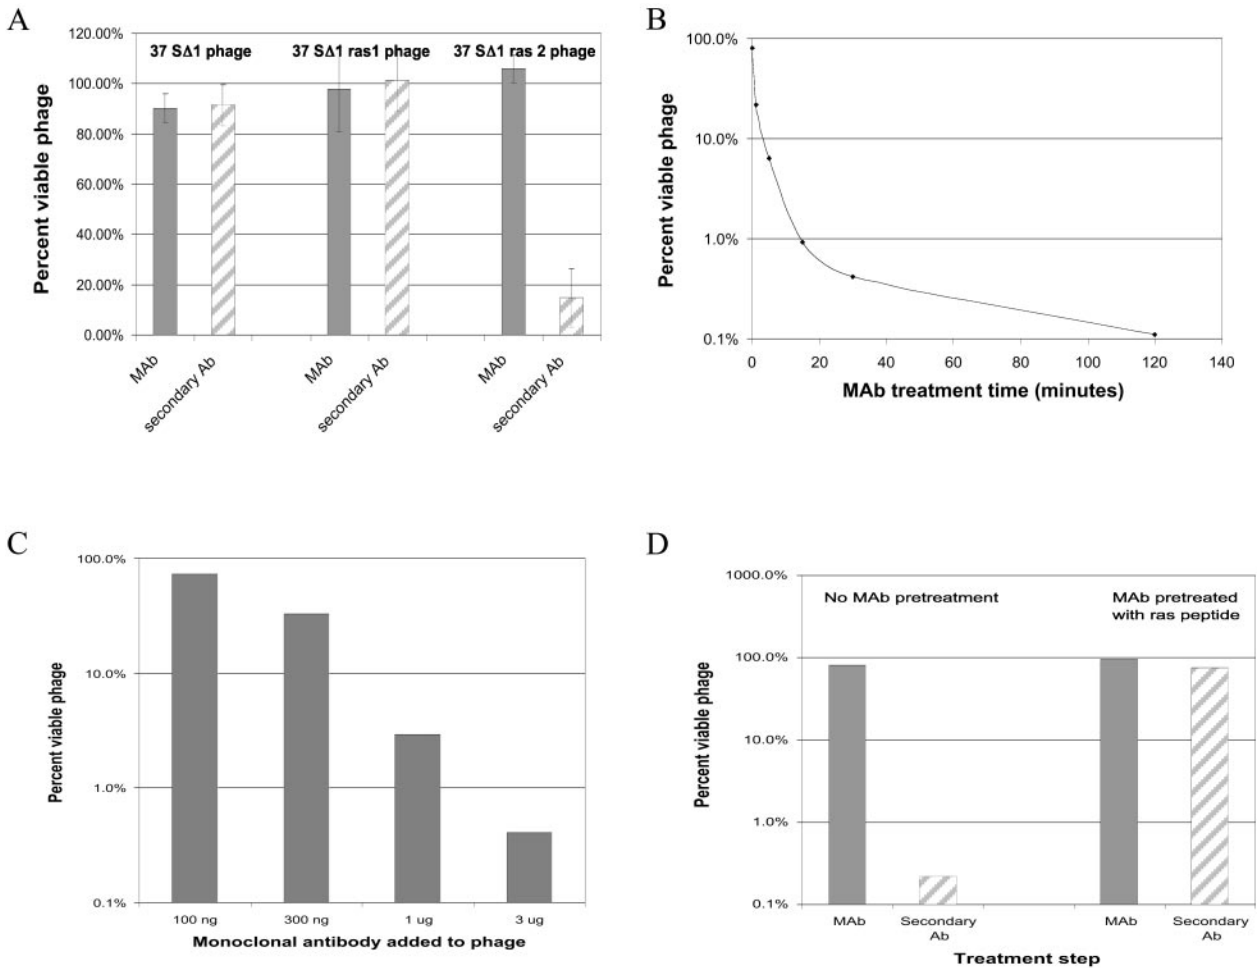 A
120.00%
100.00%
80.00%
60.00%
40.00%
20.00%
0.00%
Percent viable phage
37 SΔ1 phage
37 SΔ1 ras1 phage
37 SΔ1 ras 2 phage
MAb
secondary Ab
MAb
secondary Ab
MAb
secondary Ab
B
100.0%
10.0%
1.0%
0.1%
Percent viable phage
0 20 40 60 80 100 120 140
MAb treatment time (minutes)
C
100.0%
10.0%
1.0%
0.1%
Percent viable phage
100 ng 300 ng 1 ug 3 ug
Monoclonal antibody added to phage
D
1000.0%
100.0%
10.0%
1.0%
0.1%
Percent viable phage
No MAb pretreatment
MAb pretreated
with ras peptide
MAb Secondary MAb Secondary
Ab Ab
Treatment step